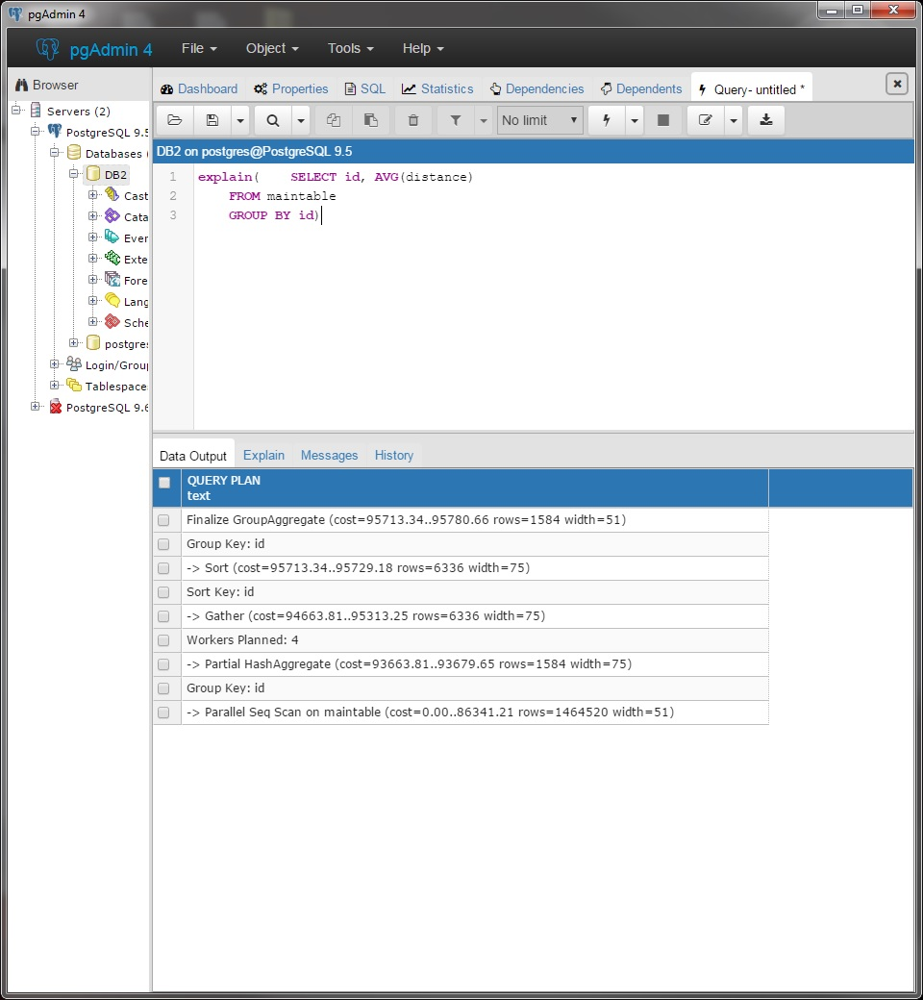 pgAdmin 4
pgAdmin 4 File Object Tools Help
Browser
Servers (2)
PostgreSQL 9.5
Databases (
DB2
Cast
Cata
Ever
Exte
Fore
Lang
Sche
postgres
Login/Group
Tablespace
PostgreSQL 9.6
Dashboard Properties SQL Statistics Dependencies Dependents Query- untitled *
No limit
DB2 on postgres@PostgreSQL 9.5
1 explain( SELECT id, AVG(distance)
2 FROM maintable
3 GROUP BY id)
Data Output Explain Messages History
QUERY PLAN
text
Finalize GroupAggregate (cost=95713.34..95780.66 rows=1584 width=51)
Group Key: id
-> Sort (cost=95713.34..95729.18 rows=6336 width=75)
Sort Key: id
-> Gather (cost=94663.81..95313.25 rows=6336 width=75)
Workers Planned: 4
-> Partial HashAggregate (cost=93663.81..93679.65 rows=1584 width=75)
Group Key: id
-> Parallel Seq Scan on maintable (cost=0.00..86341.21 rows=1464520 width=51)